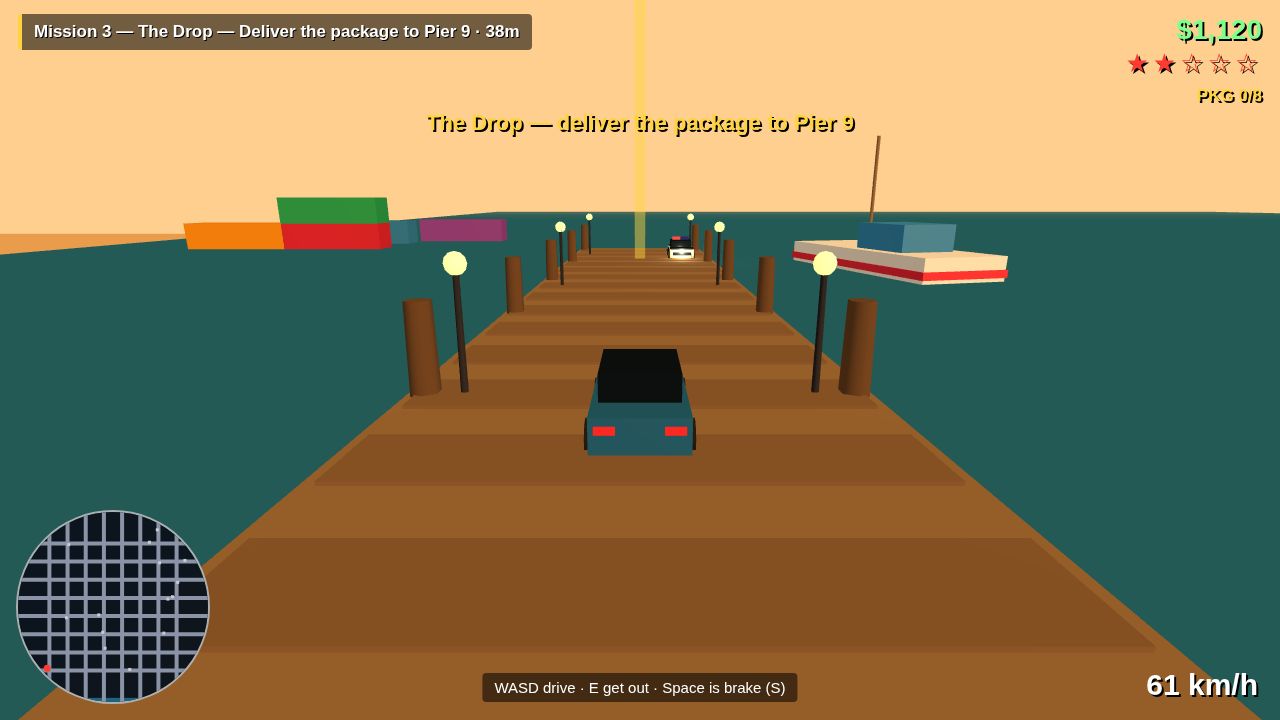 Mission 3 — The Drop — Deliver the package to Pier 9 · 38m
$1,120
★★☆☆☆
PKG 0/8
The Drop — deliver the package to Pier 9
WASD drive · E get out · Space is brake (S)
61 km/h